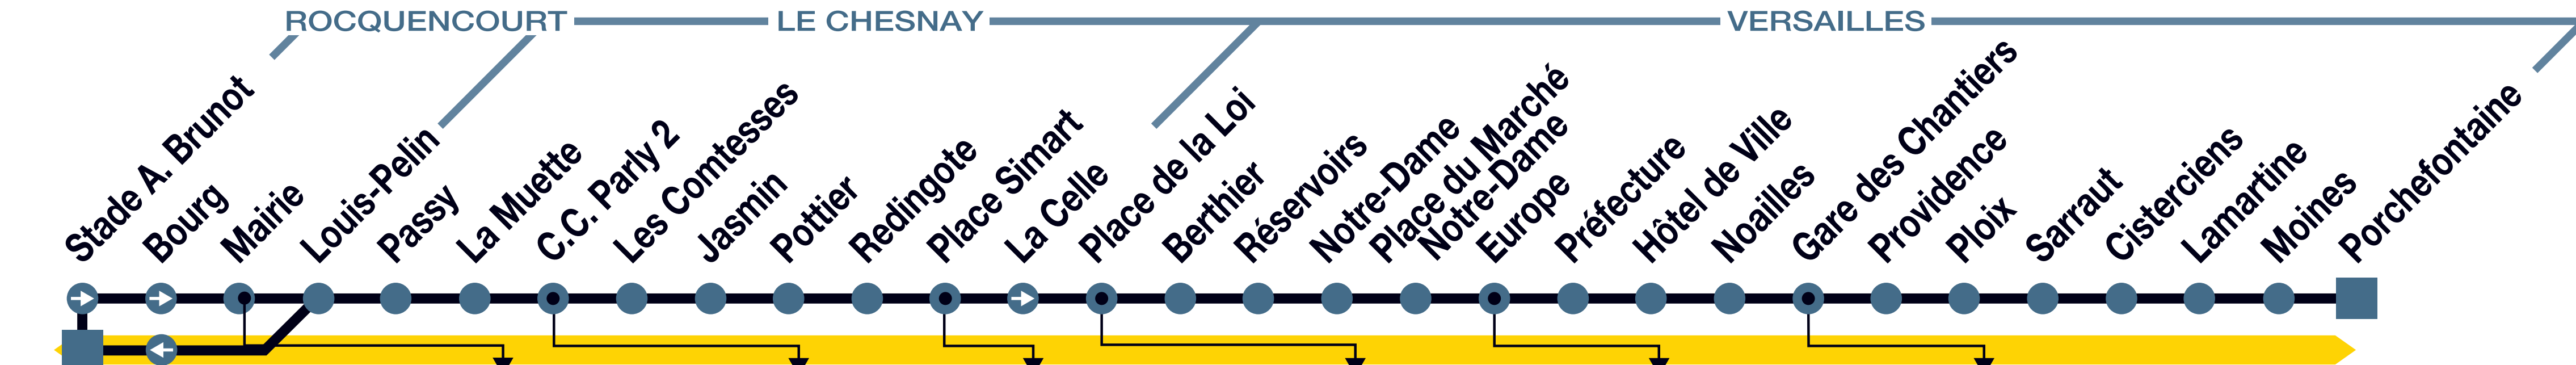 ROCQUENCOURT
LE CHESNAY
VERSAILLES
Stade A. Brunot
Bourg
Mairie
Louis-Pelin
Passy
La Muette
C.C. Parly 2
Les Comtesses
Jasmin
Pottier
Redingote
Place Simart
La Celle
Place de la Loi
Berthier
Réservoirs
Notre-Dame
Place du Marché
Notre-Dame
Europe
Préfecture
Hôtel de Ville
Noailles
Gare des Chantiers
Providence
Ploix
Sarraut
Cisterciens
Lamartine
Moines
Porchefontaine